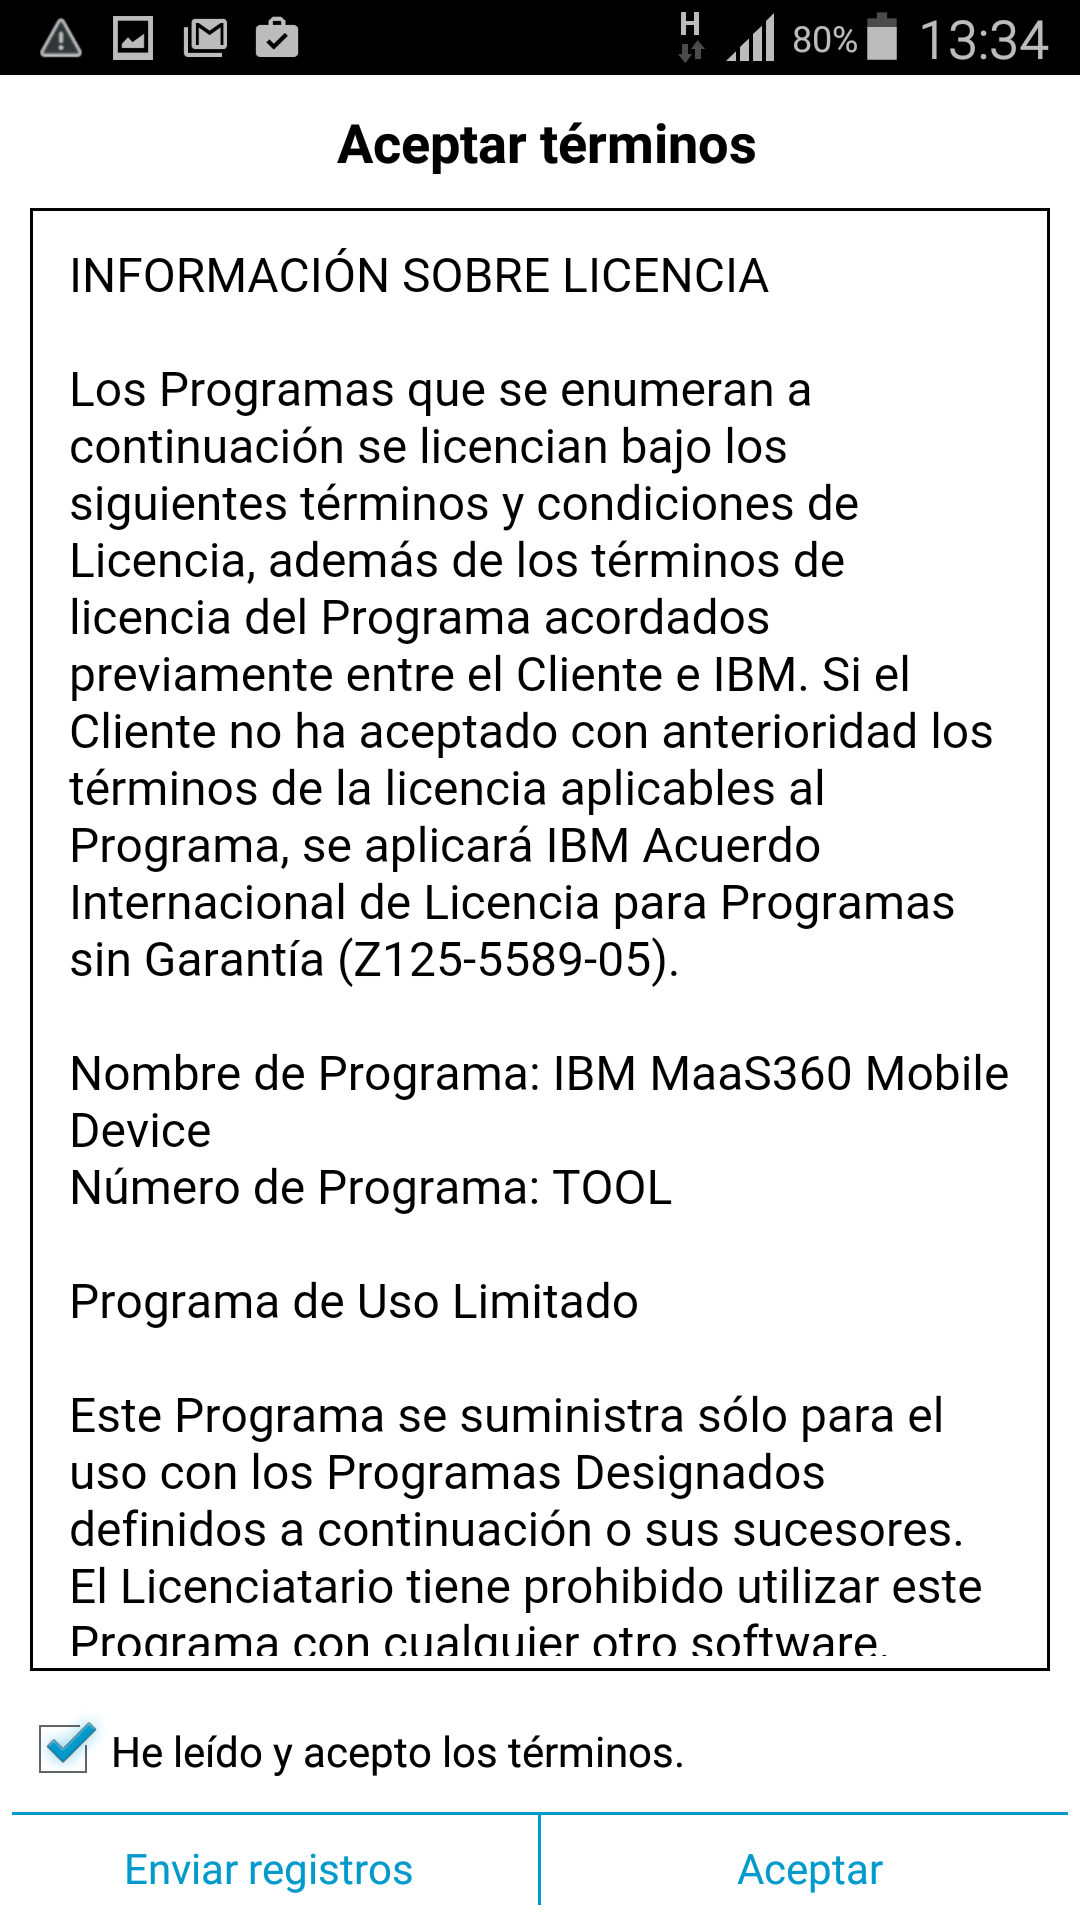 H 80% 13:34
Aceptar términos
INFORMACIÓN SOBRE LICENCIA
Los Programas que se enumeran a
continuación se licencian bajo los
siguientes términos y condiciones de
Licencia, además de los términos de
licencia del Programa acordados
previamente entre el Cliente e IBM. Si el
Cliente no ha aceptado con anterioridad los
términos de la licencia aplicables al
Programa, se aplicará IBM Acuerdo
Internacional de Licencia para Programas
sin Garantía (Z125-5589-05).
Nombre de Programa: IBM MaaS360 Mobile
Device
Número de Programa: TOOL
Programa de Uso Limitado
Este Programa se suministra sólo para el
uso con los Programas Designados
definidos a continuación o sus sucesores.
El Licenciatario tiene prohibido utilizar este
Programa con cualquier otro software.
He leído y acepto los términos.
Enviar registros
Aceptar